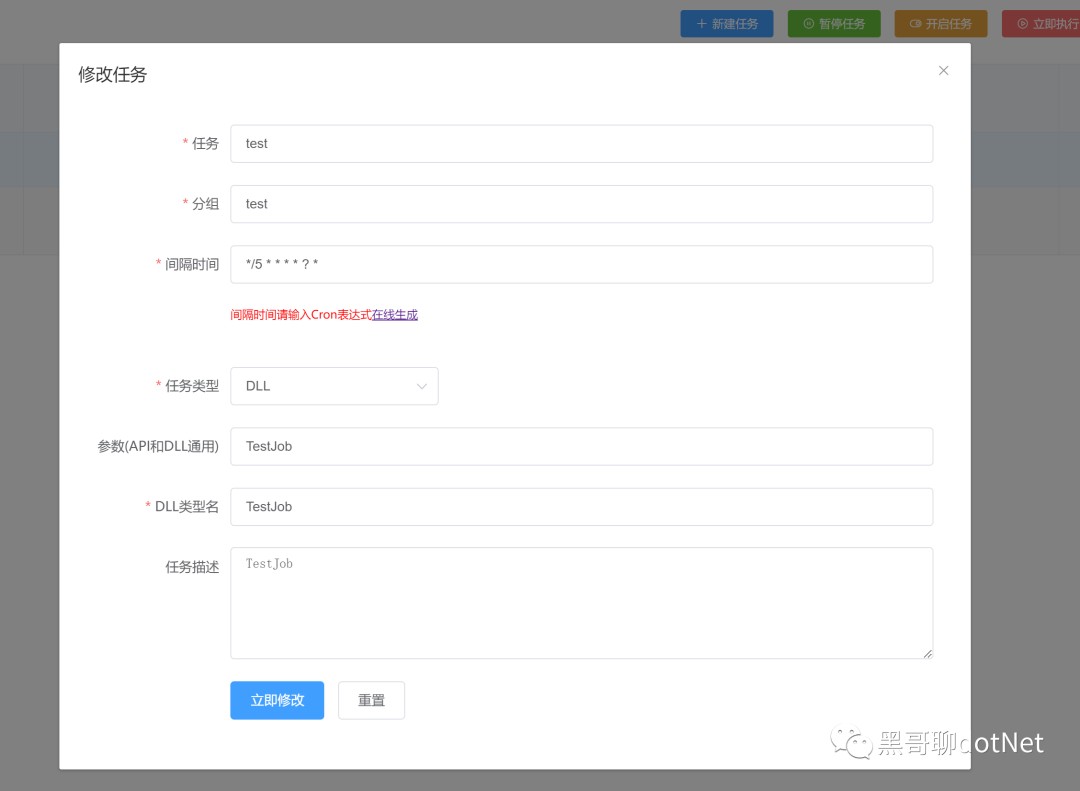 新建任务 暂停任务 开启任务 立即执行
修改任务
* 任务 test
* 分组 test
* 间隔时间 */5 * * * * ? *
间隔时间请输入Cron表达式在线生成
* 任务类型 DLL
参数(API和DLL通用) TestJob
* DLL类型名 TestJob
任务描述 TestJob
立即修改 重置
黑哥聊dotNet